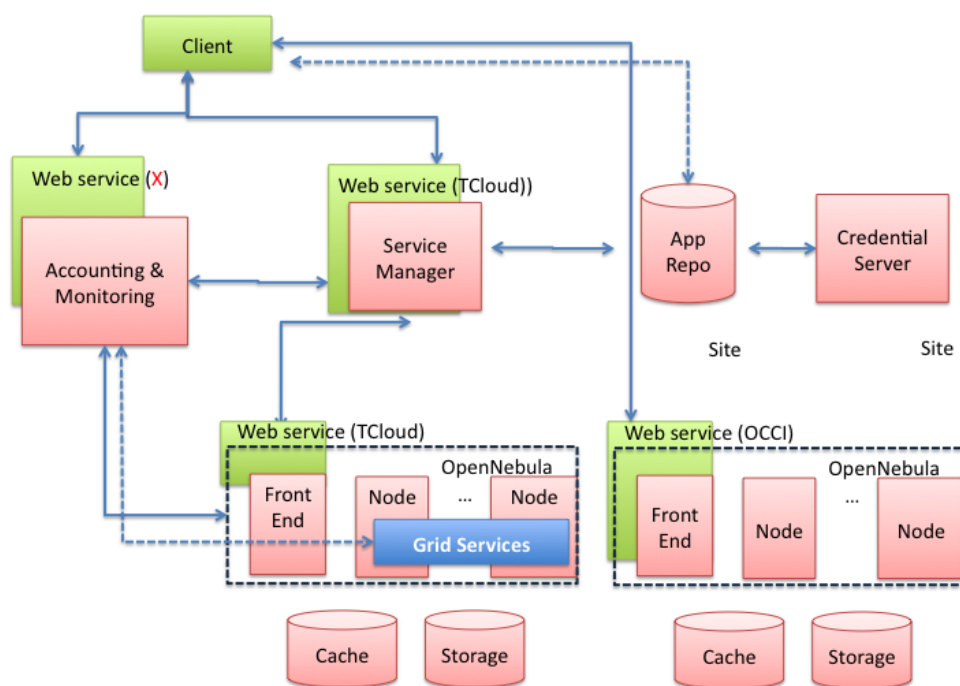 Client
Web service (X)
Accounting &
Monitoring
Web service (TCloud))
Service
Manager
App
Repo
Credential
Server
Site
Site
Web service (TCloud)
OpenNebula
Front
End
Node
...
Node
Grid Services
Web service (OCCI)
OpenNebula
Front
End
Node
...
Node
Cache
Storage
Cache
Storage